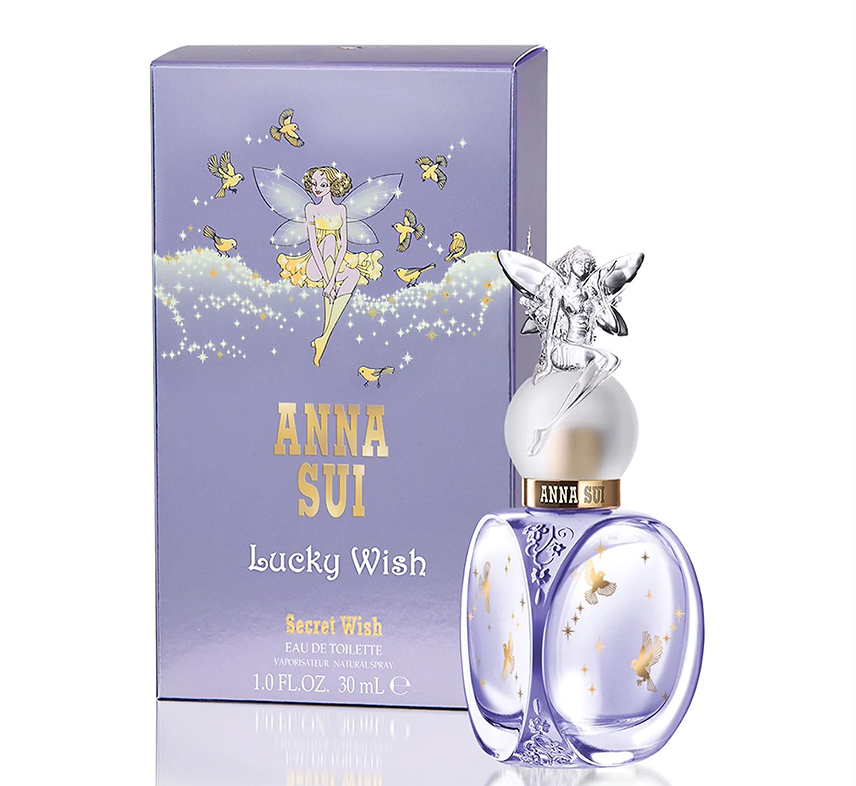 ANNA
SUI
Lucky Wish
Secret Wish
EAU DE TOILETTE
VAPORISATEUR NATURAL SPRAY
1.0 FL.OZ. 30 mL ℮
ANNA SUI